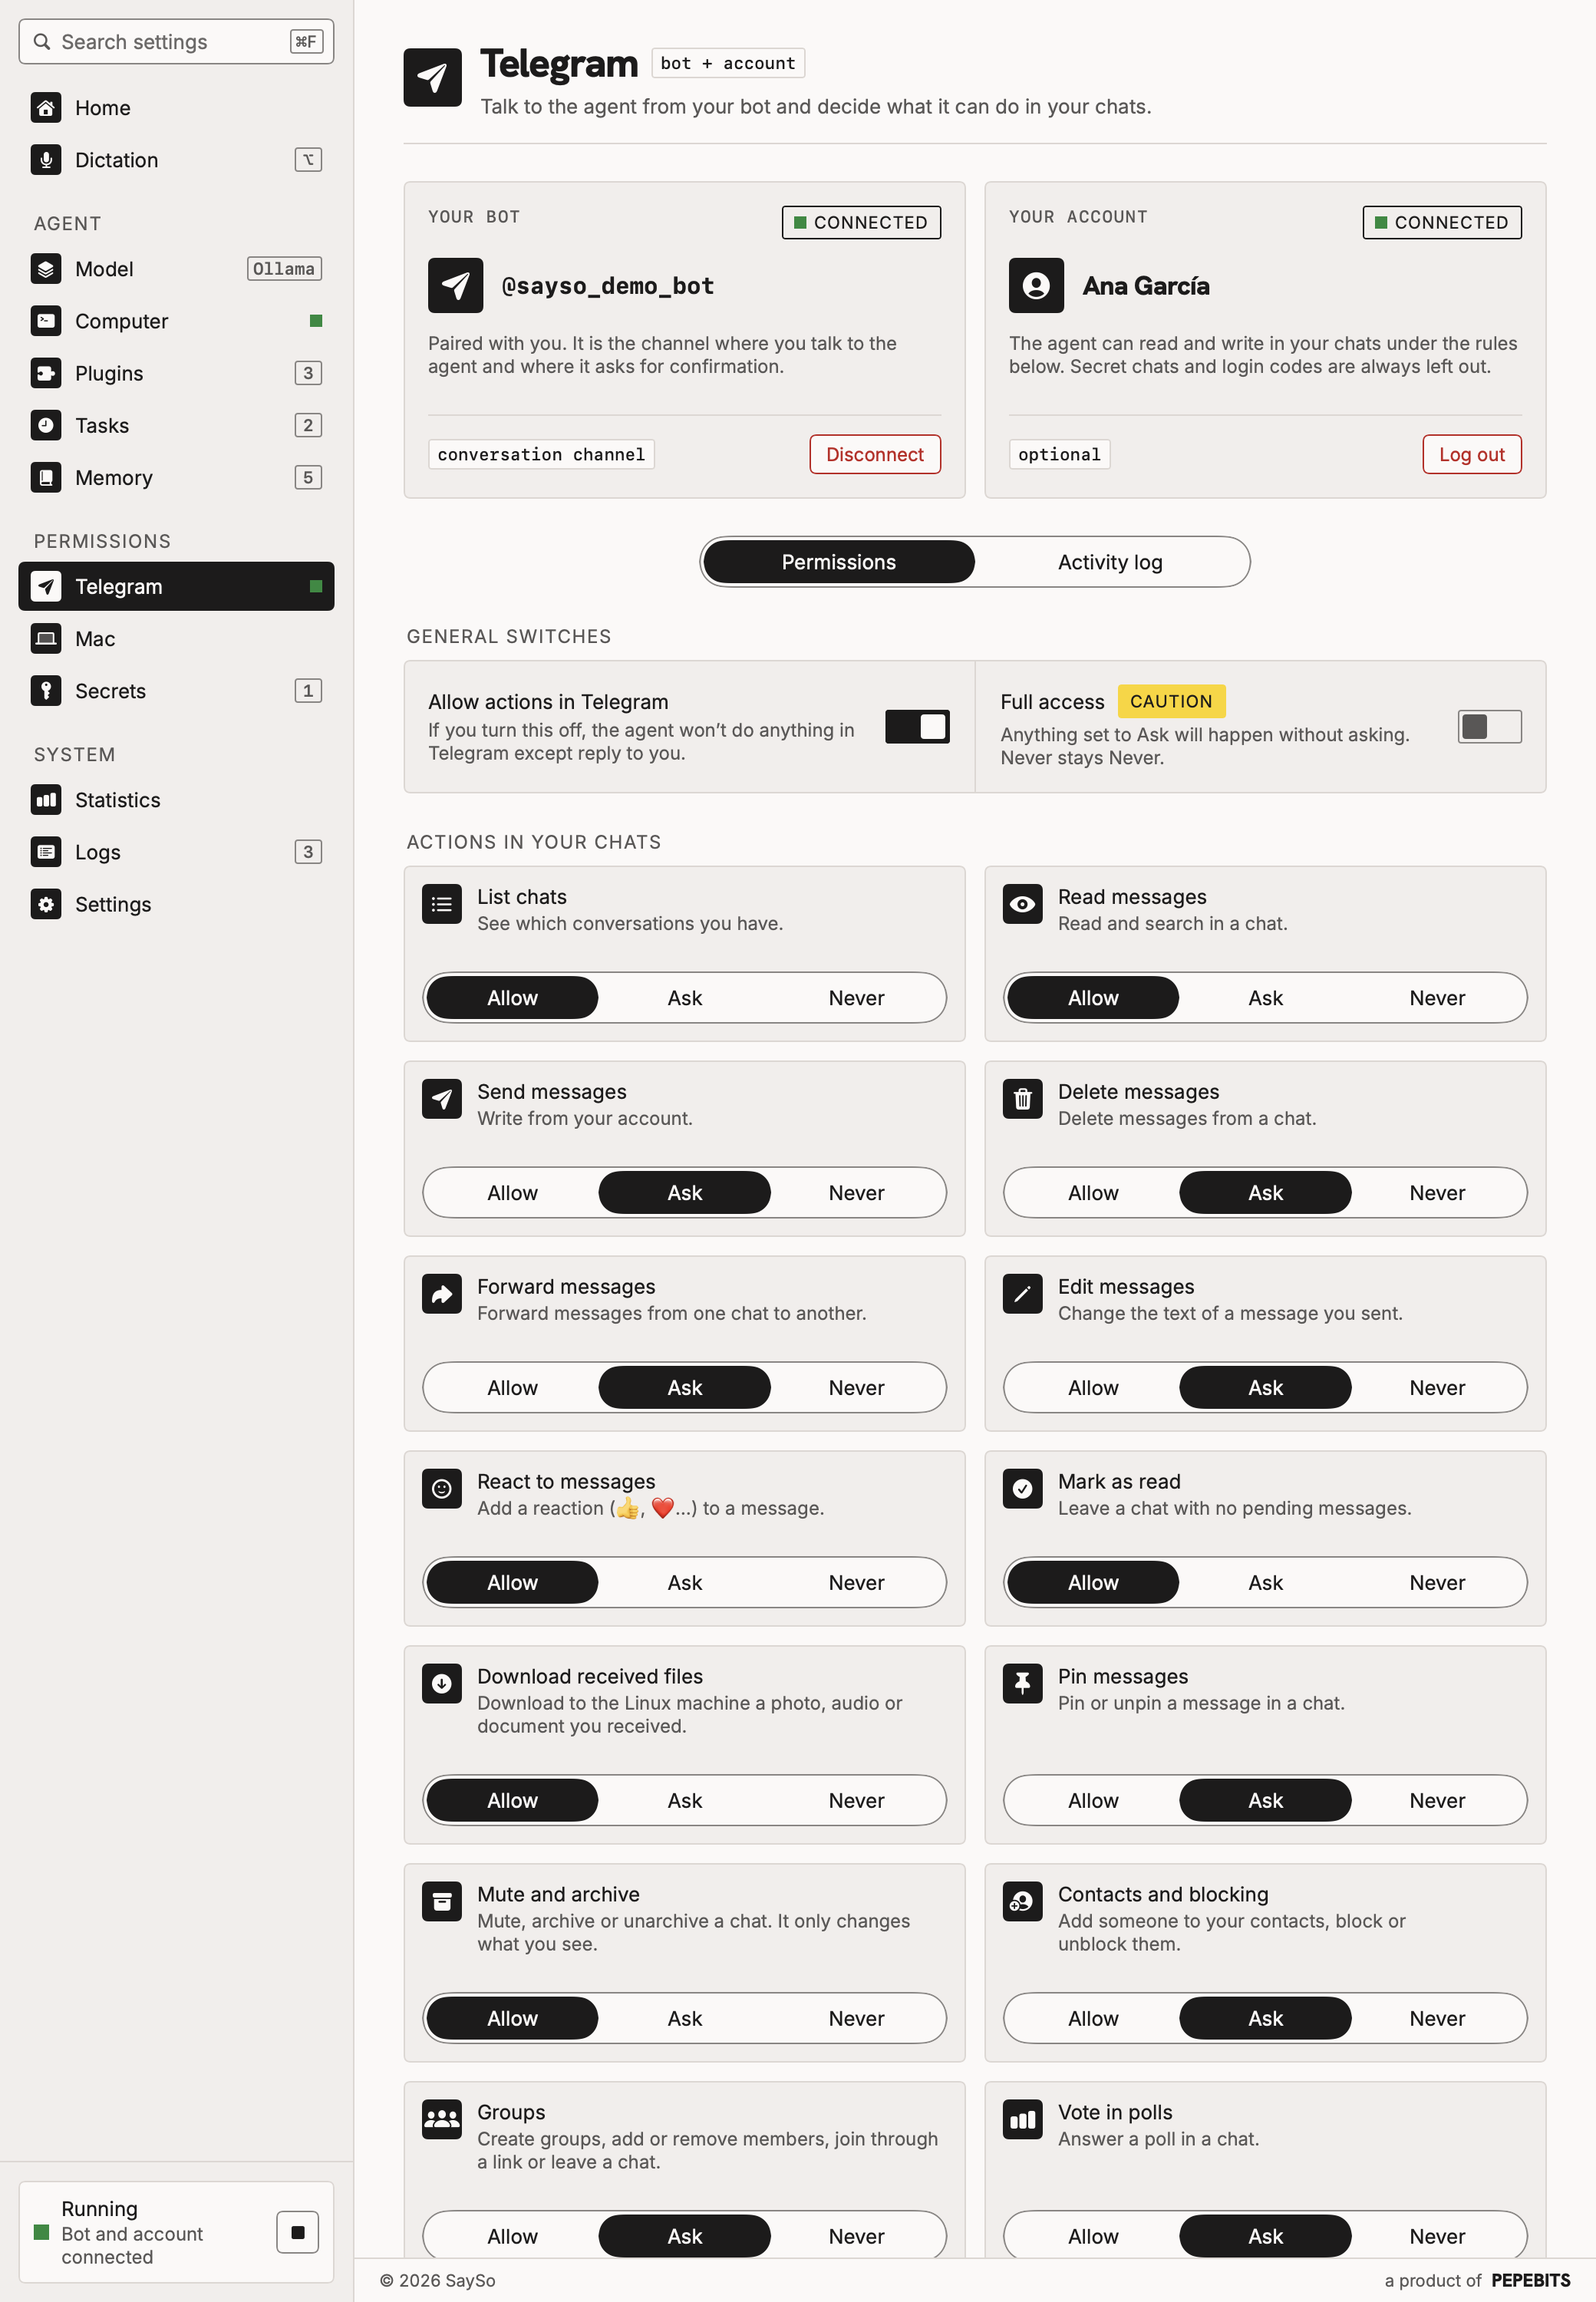 Search settings ⌘F
Home
Dictation ⌥
AGENT
Model Ollama
Computer
Plugins 3
Tasks 2
Memory 5
PERMISSIONS
Telegram
Mac
Secrets 1
SYSTEM
Statistics
Logs 3
Settings
Running
Bot and account
connected
Telegram bot + account
Talk to the agent from your bot and decide what it can do in your chats.
YOUR BOT CONNECTED
@sayso_demo_bot
Paired with you. It is the channel where you talk to the
agent and where it asks for confirmation.
conversation channel Disconnect
YOUR ACCOUNT CONNECTED
Ana García
The agent can read and write in your chats under the rules
below. Secret chats and login codes are always left out.
optional Log out
Permissions Activity log
GENERAL SWITCHES
Allow actions in Telegram
If you turn this off, the agent won’t do anything in
Telegram except reply to you.
Full access CAUTION
Anything set to Ask will happen without asking.
Never stays Never.
ACTIONS IN YOUR CHATS
List chats
See which conversations you have.
Allow Ask Never
Read messages
Read and search in a chat.
Allow Ask Never
Send messages
Write from your account.
Allow Ask Never
Delete messages
Delete messages from a chat.
Allow Ask Never
Forward messages
Forward messages from one chat to another.
Allow Ask Never
Edit messages
Change the text of a message you sent.
Allow Ask Never
React to messages
Add a reaction (👍, ❤️...) to a message.
Allow Ask Never
Mark as read
Leave a chat with no pending messages.
Allow Ask Never
Download received files
Download to the Linux machine a photo, audio or
document you received.
Allow Ask Never
Pin messages
Pin or unpin a message in a chat.
Allow Ask Never
Mute and archive
Mute, archive or unarchive a chat. It only changes
what you see.
Allow Ask Never
Contacts and blocking
Add someone to your contacts, block or
unblock them.
Allow Ask Never
Groups
Create groups, add or remove members, join through
a link or leave a chat.
Allow Ask Never
Vote in polls
Answer a poll in a chat.
Allow Ask Never
© 2026 SaySo
a product of PEPEBITS